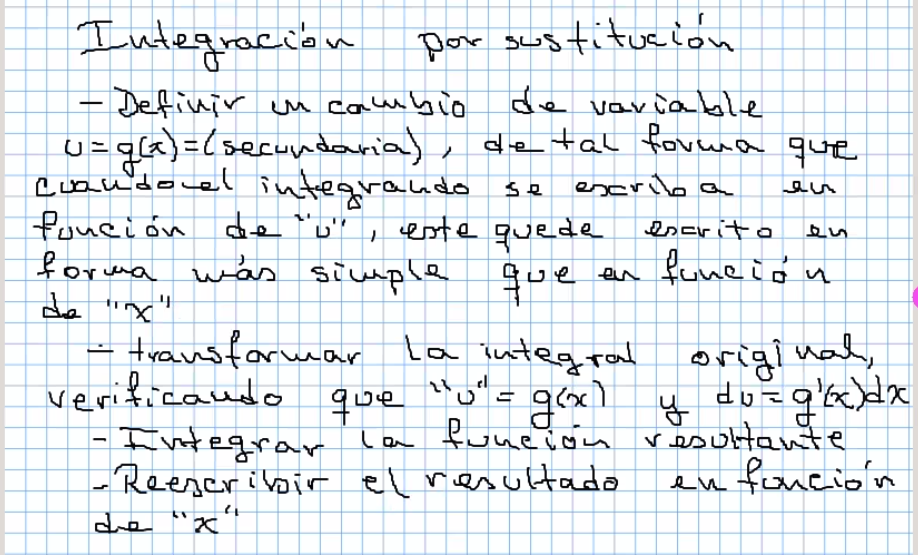 Integración por sustitución
- Definir un cambio de variable
u = g(x) = (secundaria), de tal forma que
cuando el integrando se escriba en
función de "u", este quede escrito en
forma más simple que en función
de "x"
- transformar la integral original,
verificando que "u" = g(x) y du = g'(x)dx
- Integrar la función resultante
- Reescribir el resultado en función
de "x"